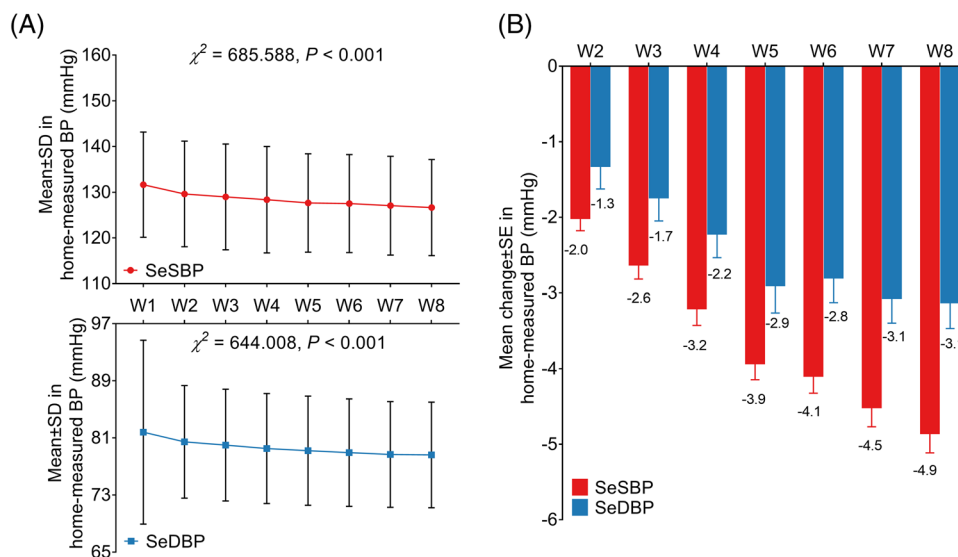 (A)
χ² = 685.588, P < 0.001
Mean±SD in
home-measured BP (mmHg)
160
150
140
130
120
110
SeSBP
W1 W2 W3 W4 W5 W6 W7 W8
χ² = 644.008, P < 0.001
Mean±SD in
home-measured BP (mmHg)
97
89
81
73
65
SeDBP
(B)
W2 W3 W4 W5 W6 W7 W8
Mean change±SE in
home-measured BP (mmHg)
0
-1
-2
-3
-4
-5
-6
-2.0
-1.3
-2.6
-1.7
-3.2
-2.2
-3.9
-2.9
-4.1
-2.8
-4.5
-3.1
-4.9
SeSBP
SeDBP